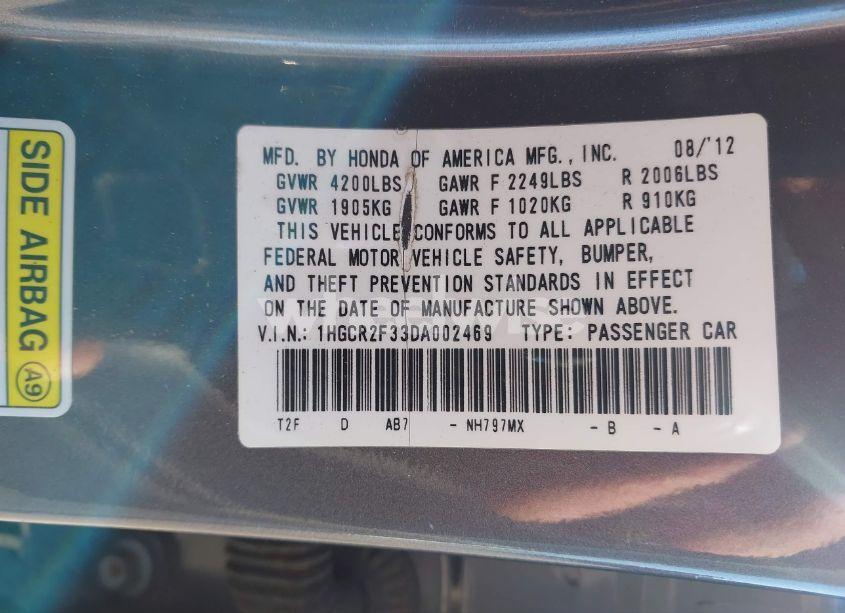 SIDE AIRBAG A9
MFD. BY HONDA OF AMERICA MFG., INC. 08/'12
GVWR 4200LBS GAWR F 2249LBS R 2006LBS
GVWR 1905KG GAWR F 1020KG R 910KG
THIS VEHICLE CONFORMS TO ALL APPLICABLE
FEDERAL MOTOR VEHICLE SAFETY, BUMPER,
AND THEFT PREVENTION STANDARDS IN EFFECT
ON THE DATE OF MANUFACTURE SHOWN ABOVE.
V.I.N.: 1HGCR2F33DA002469 TYPE: PASSENGER CAR
T2F D AB7 - NH797MX - B - A